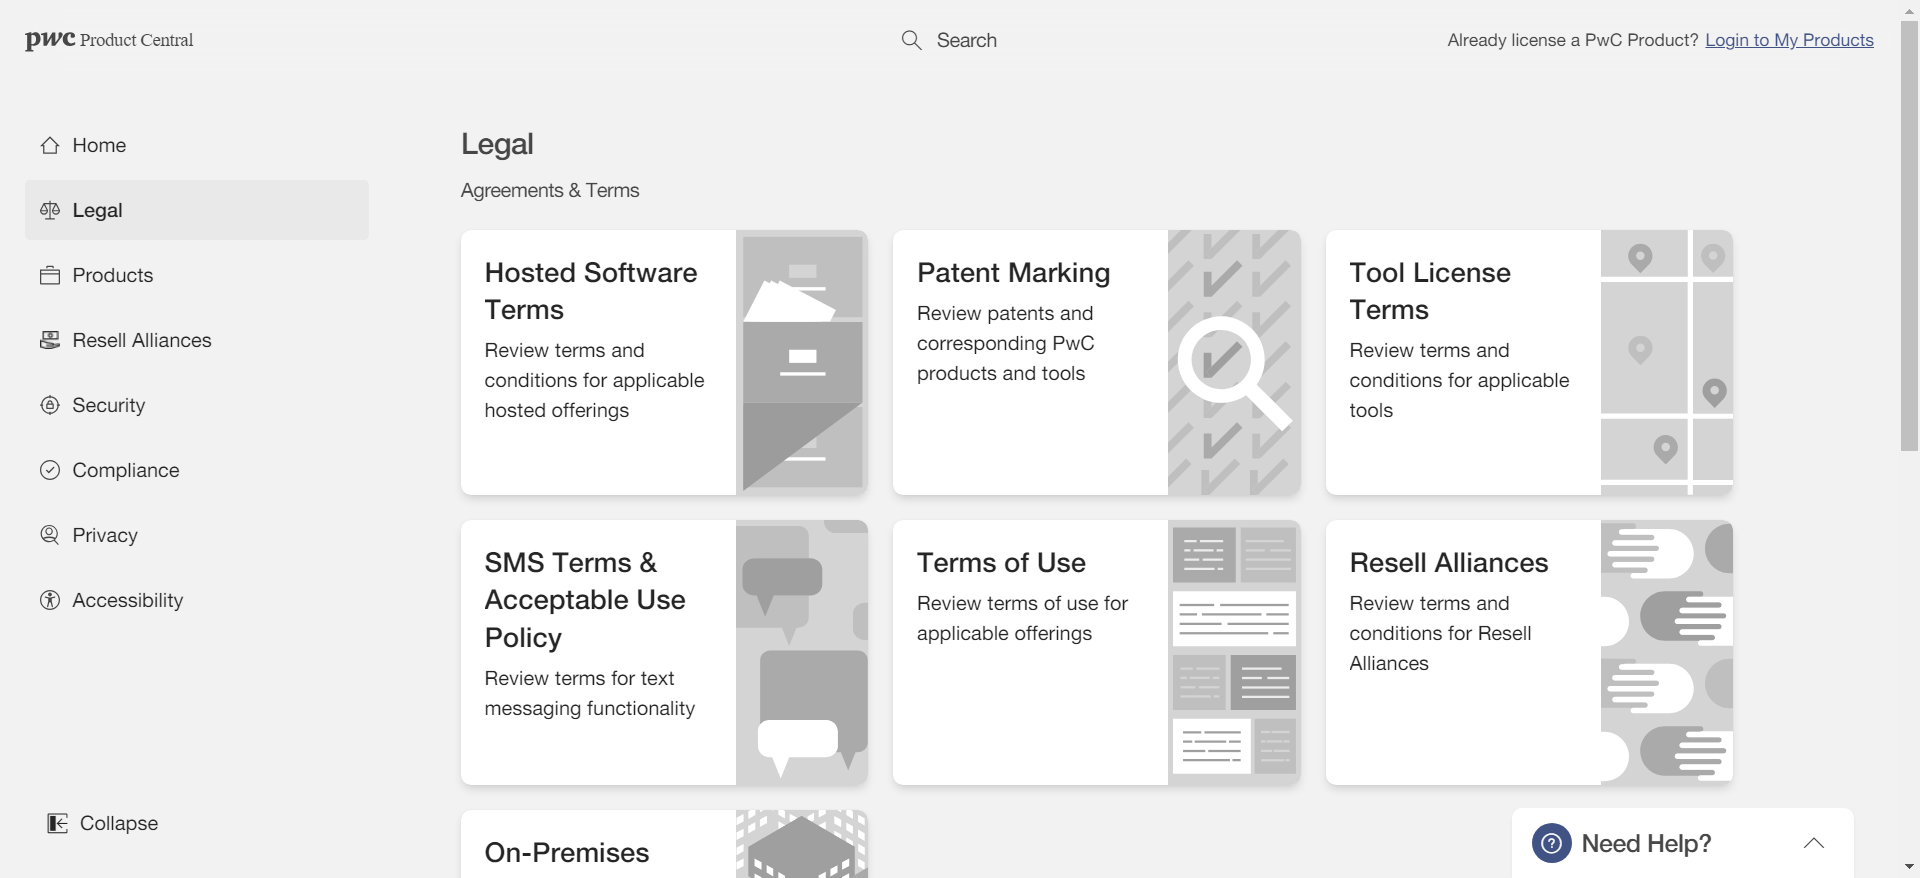 pwc Product Central
Search
Already license a PwC Product? Login to My Products
Home
Legal
Products
Resell Alliances
Security
Compliance
Privacy
Accessibility
Collapse
Legal
Agreements & Terms
Hosted Software
Terms
Review terms and
conditions for applicable
hosted offerings
Patent Marking
Review patents and
corresponding PwC
products and tools
Tool License
Terms
Review terms and
conditions for applicable
tools
SMS Terms &
Acceptable Use
Policy
Review terms for text
messaging functionality
Terms of Use
Review terms of use for
applicable offerings
Resell Alliances
Review terms and
conditions for Resell
Alliances
On-Premises
Need Help?